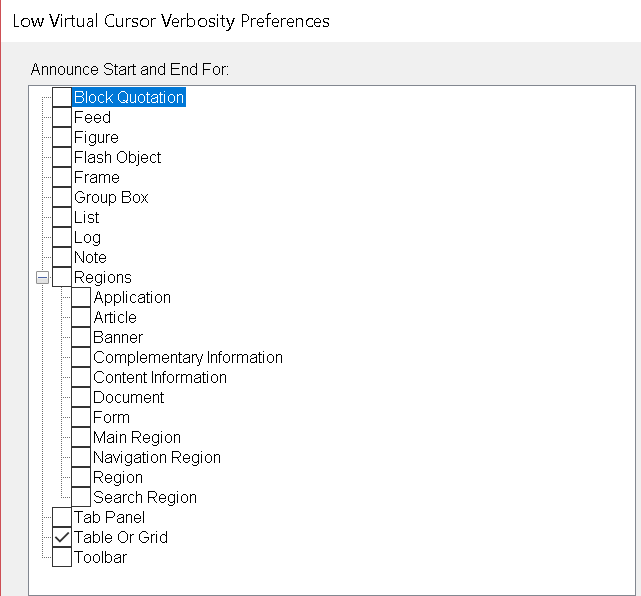 Low Virtual Cursor Verbosity Preferences
Announce Start and End For:
Block Quotation
Feed
Figure
Flash Object
Frame
Group Box
List
Log
Note
Regions
Application
Article
Banner
Complementary Information
Content Information
Document
Form
Main Region
Navigation Region
Region
Search Region
Tab Panel
Table Or Grid
Toolbar